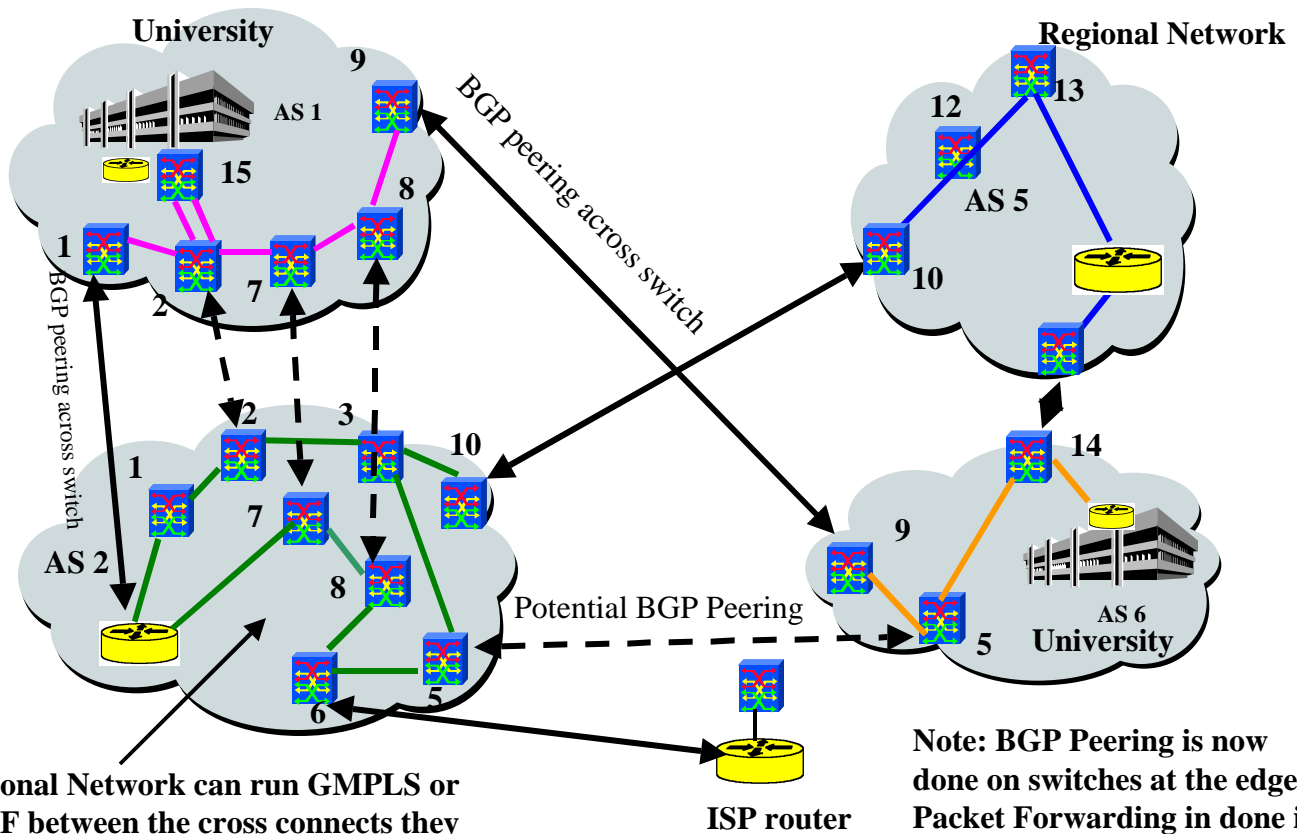 University
Regional Network
9
13
BGP peering across switch
12
AS 1
15
8
AS 5
1
2
7
10
BGP peering across switch
2
3
10
1
14
7
9
AS 2
8
Potential BGP Peering
AS 6
University
5
5
6
Note: BGP Peering is now
done on switches at the edge
Packet Forwarding in done i
onal Network can run GMPLS or
F between the cross connects they
ISP router